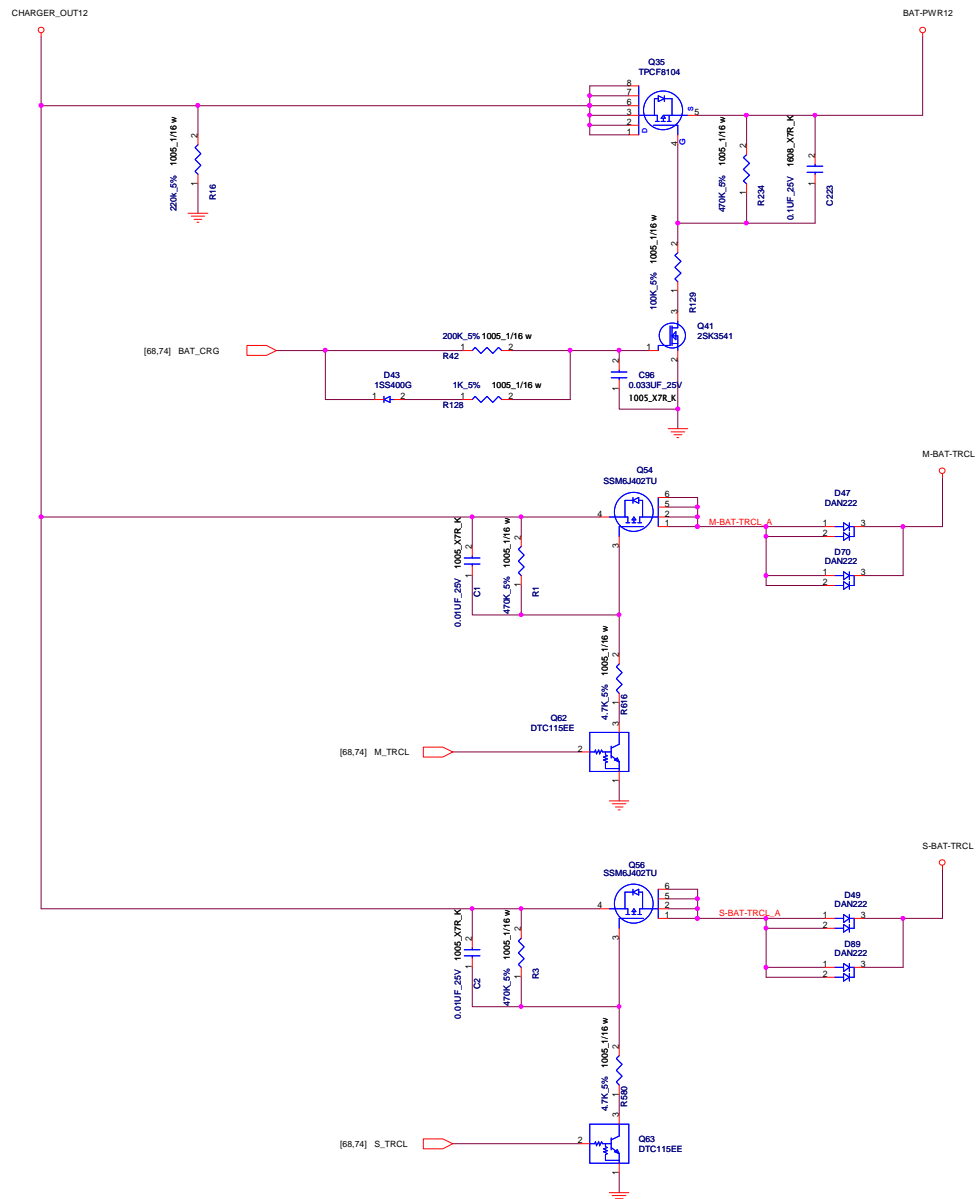 CHARGER_OUT12
BAT-PWR12
Q35
TPCF8104
8
7
6
3
2
1
D
S
5
4
G
220k_5% 1005_1/16 w
2
1
R16
470K_5% 1005_1/16 w
2
1
R234
0.1UF_25V 1608_X7R_K
2
1
C223
100K_5% 1005_1/16 w
2
1
R129
3
Q41
2SK3541
1
2
[68,74] BAT_CRG
200K_5% 1005_1/16 w
1
2
R42
D43
1SS400G
1
2
1K_5% 1005_1/16 w
1
2
R128
2
1
C96
0.033UF_25V
1005_X7R_K
M-BAT-TRCL
Q54
SSM6J402TU
4
6
5
2
1
3
M-BAT-TRCL_A
D47
DAN222
1
2
3
D70
DAN222
1
2
3
0.01UF_25V 1005_X7R_K
2
1
C1
470K_5% 1005_1/16 w
2
1
R1
4.7K_5% 1005_1/16 w
2
1
R616
Q62
DTC115EE
3
2
1
[68,74] M_TRCL
S-BAT-TRCL
Q56
SSM6J402TU
4
6
5
2
1
3
S-BAT-TRCL_A
D49
DAN222
1
2
3
D89
DAN222
1
2
3
0.01UF_25V 1005_X7R_K
2
1
C2
470K_5% 1005_1/16 w
2
1
R3
4.7K_5% 1005_1/16 w
2
1
R580
3
Q63
DTC115EE
2
1
[68,74] S_TRCL